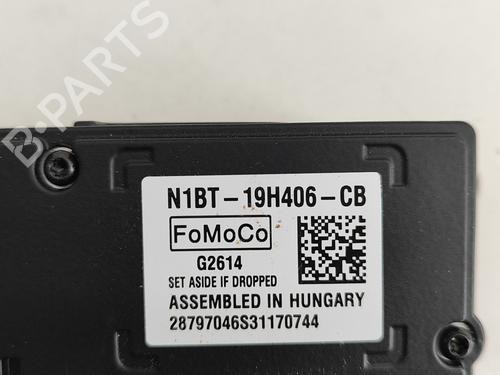 B-PARTS
N1BT-19H406-CB
FoMoCo
G2614
SET ASIDE IF DROPPED
ASSEMBLED IN HUNGARY
28797046S31170744